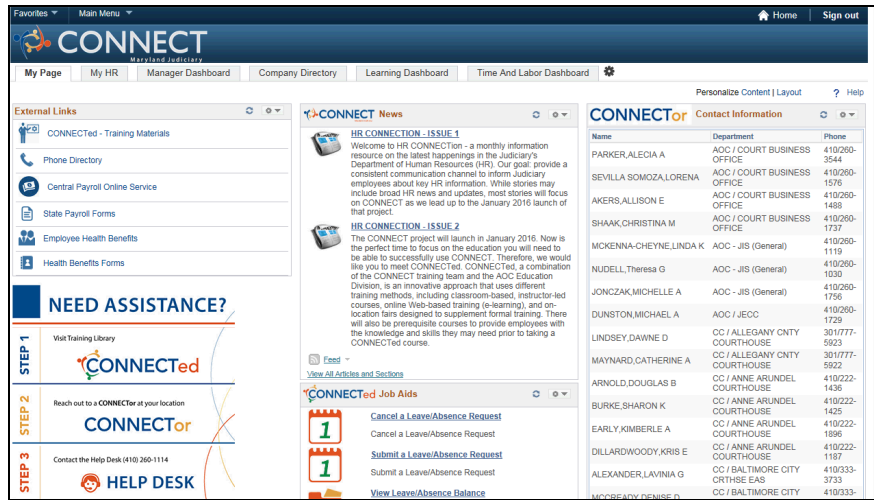 Favorites Main Menu Home Sign out
CONNECT
Maryland Judiciary
My Page My HR Manager Dashboard Company Directory Learning Dashboard Time And Labor Dashboard
Personalize Content | Layout ? Help
External Links
CONNECTed - Training Materials
Phone Directory
Central Payroll Online Service
State Payroll Forms
Employee Health Benefits
Health Benefits Forms
NEED ASSISTANCE?
STEP 1
Visit Training Library
CONNECTed
STEP 2
Reach out to a CONNECTor at your location
CONNECTor
STEP 3
Contact the Help Desk (410) 260-1114
HELP DESK
CONNECT News
HR CONNECTION - ISSUE 1
Welcome to HR CONNECTion - a monthly information
resource on the latest happenings in the Judiciary's
Department of Human Resources (HR). Our goal: provide a
consistent communication channel to inform Judiciary
employees about key HR information. While stories may
include broad HR news and updates, most stories will focus
on CONNECT as we lead up to the January 2016 launch of
that project.
HR CONNECTION - ISSUE 2
The CONNECT project will launch in January 2016. Now is
the perfect time to focus on the education you will need to
be able to successfully use CONNECT. Therefore, we would
like you to meet CONNECTed. CONNECTed, a combination
of the CONNECT training team and the AOC Education
Division, is an innovative approach that uses different
training methods, including classroom-based, instructor-led
courses, online Web-based training (e-learning), and on-
location fairs designed to supplement formal training. There
will also be prerequisite courses to provide employees with
the knowledge and skills they may need prior to taking a
CONNECTed course.
Feed
View All Articles and Sections
CONNECTed Job Aids
1
Cancel a Leave/Absence Request
Cancel a Leave/Absence Request
1
Submit a Leave/Absence Request
Submit a Leave/Absence Request
View Leave/Absence Balance
CONNECTor Contact Information
Name Department Phone
PARKER,ALECIA A AOC / COURT BUSINESS OFFICE 410/260-3544
SEVILLA SOMOZA,LORENA AOC / COURT BUSINESS OFFICE 410/260-1576
AKERS,ALLISON E AOC / COURT BUSINESS OFFICE 410/260-1488
SHAAK,CHRISTINA M AOC / COURT BUSINESS OFFICE 410/260-1737
MCKENNA-CHEYNE,LINDA K AOC - JIS (General) 410/260-1119
NUDELL,Theresa G AOC - JIS (General) 410/260-1030
JONCZAK,MICHELLE A AOC - JIS (General) 410/260-1756
DUNSTON,MICHAEL A AOC / JECC 410/260-1729
LINDSEY,DAWNE D CC / ALLEGANY CNTY COURTHOUSE 301/777-5923
MAYNARD,CATHERINE A CC / ALLEGANY CNTY COURTHOUSE 301/777-5922
ARNOLD,DOUGLAS B CC / ANNE ARUNDEL COURTHOUSE 410/222-1436
BURKE,SHARON K CC / ANNE ARUNDEL COURTHOUSE 410/222-1425
EARLY,KIMBERLE A CC / ANNE ARUNDEL COURTHOUSE 410/222-1896
DILLARDWOODY,KRIS E CC / ANNE ARUNDEL COURTHOUSE 410/222-1187
ALEXANDER,LAVINIA G CC / BALTIMORE CITY CRTHSE EAS 410/333-3733
MCCREADY,DENISE D CC / BALTIMORE CITY 410/333-